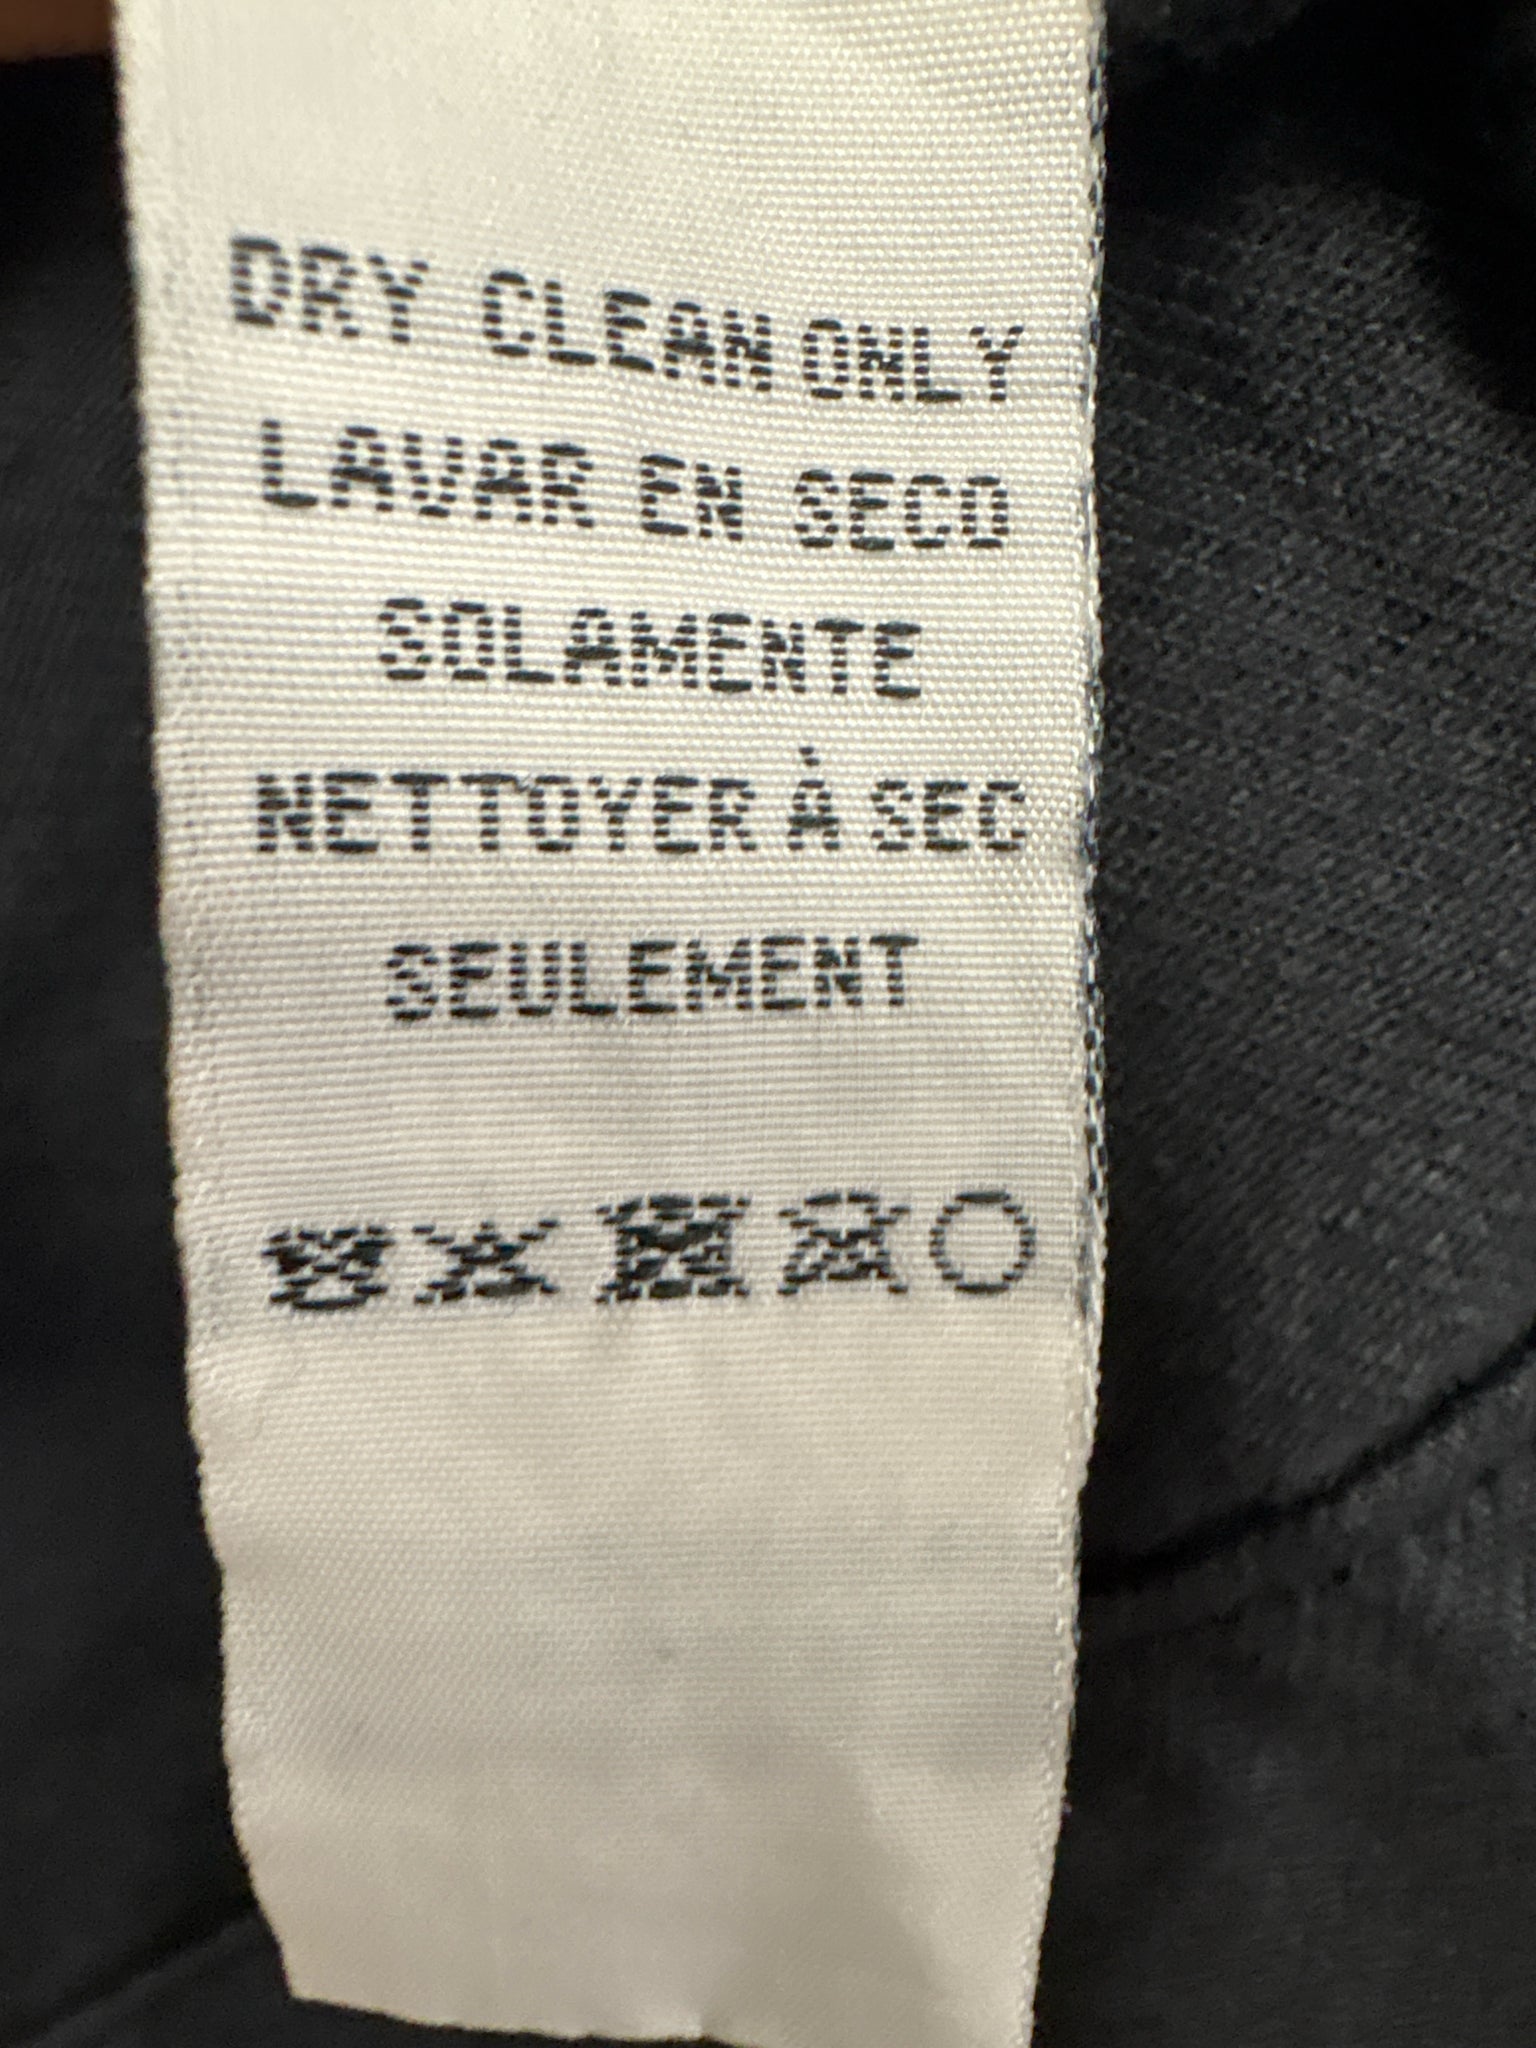 DRY CLEAN ONLY
LAVAR EN SECO
SOLAMENTE
NETTOYER À SEC
SEULEMENT